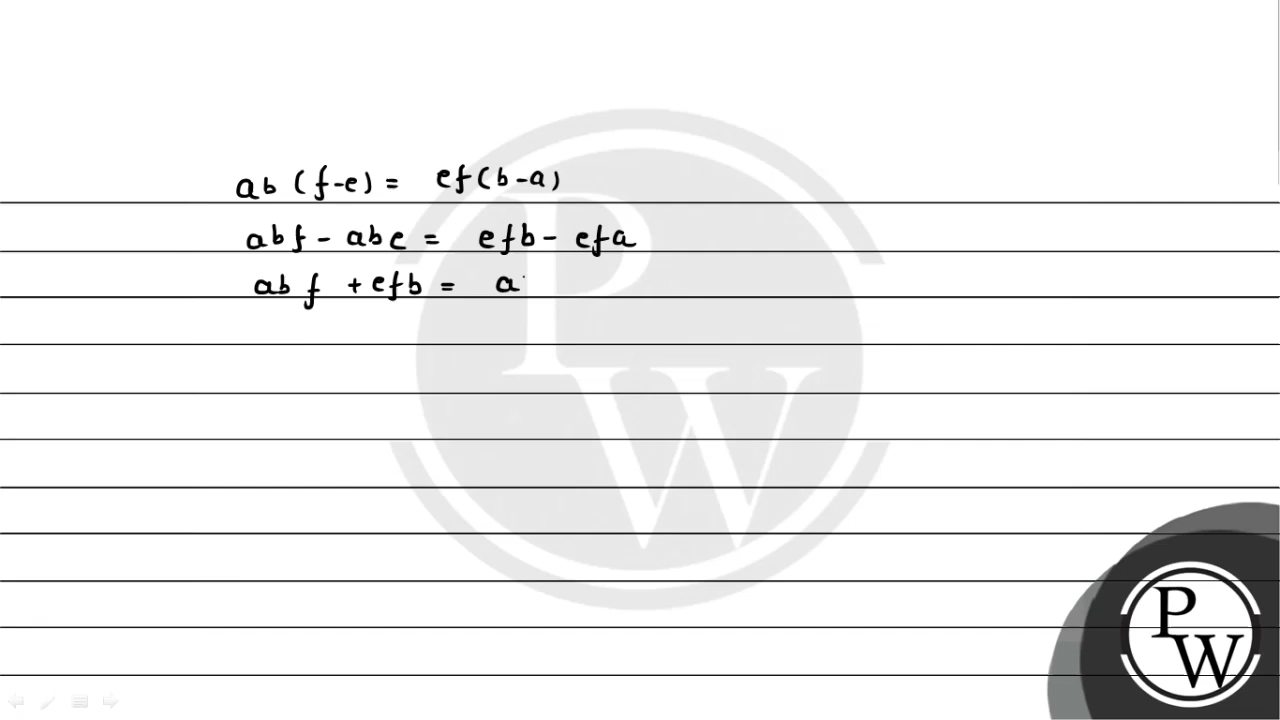 ab (f-e) = ef(b-a)
abf - abe = efb - efa
abf + efb = a
P
W
P
W